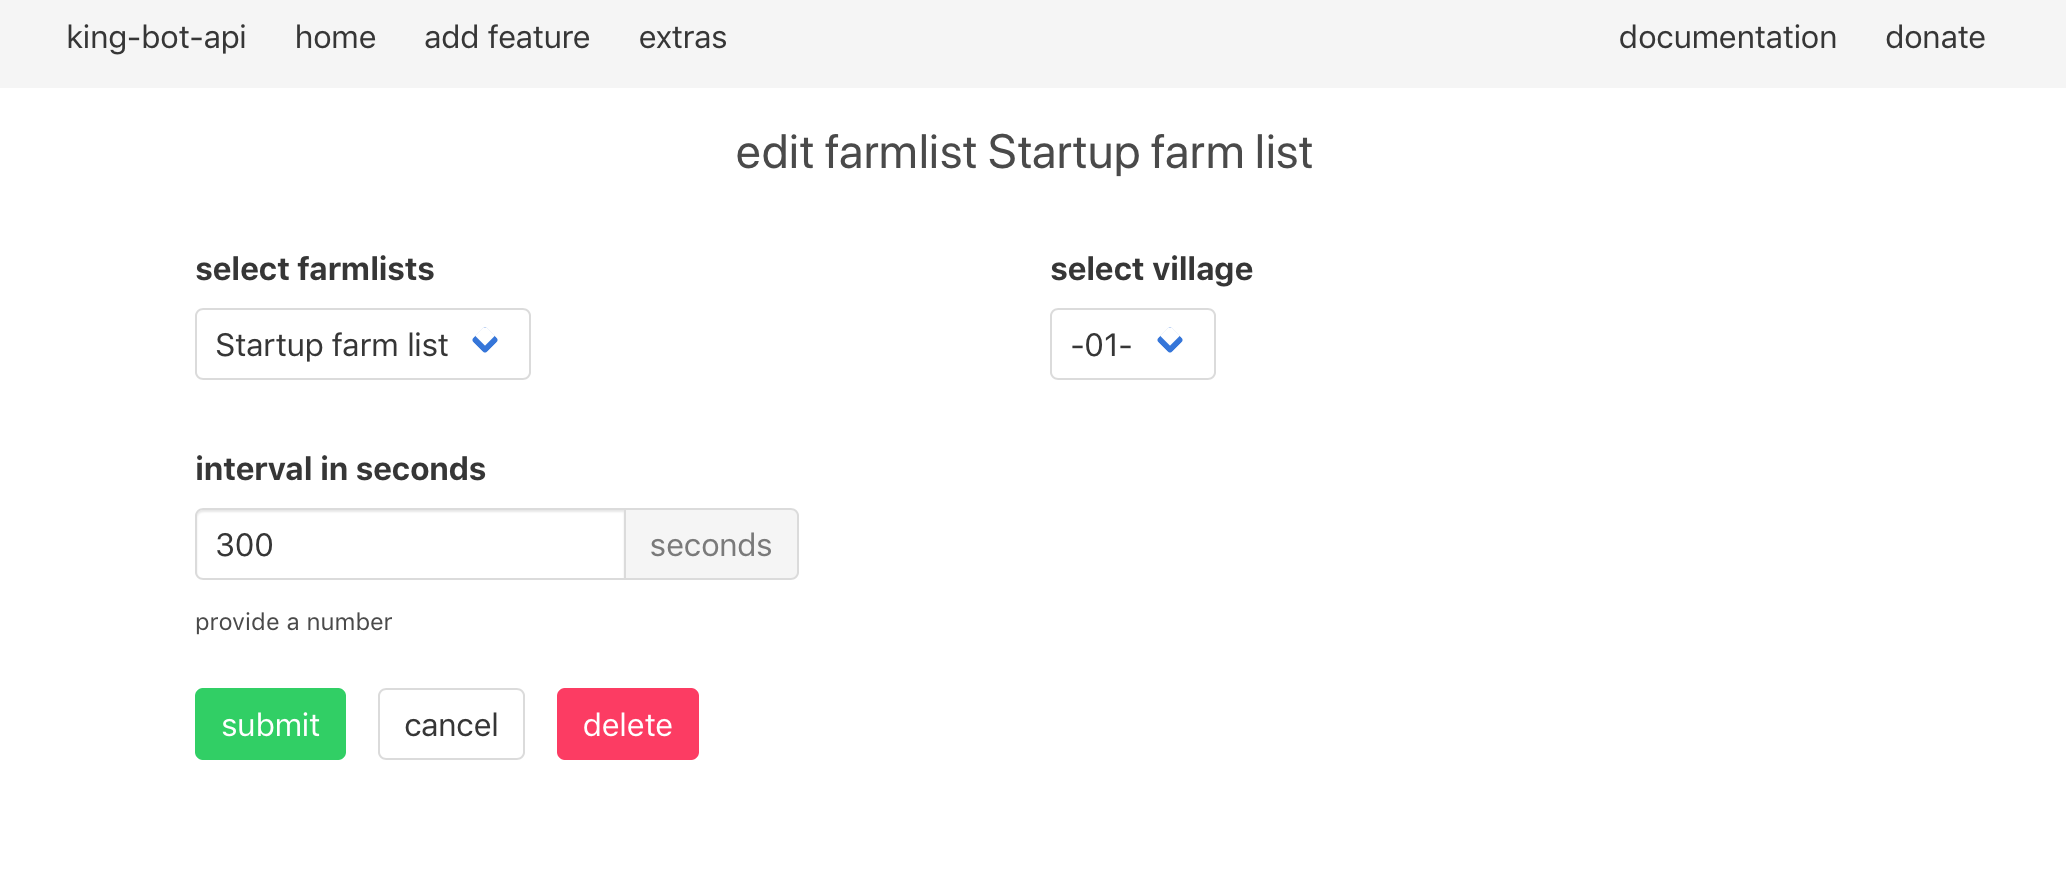 king-bot-api home add feature extras documentation donate
edit farmlist Startup farm list
select farmlists
Startup farm list
select village
-01-
interval in seconds
300 seconds
provide a number
submit cancel delete